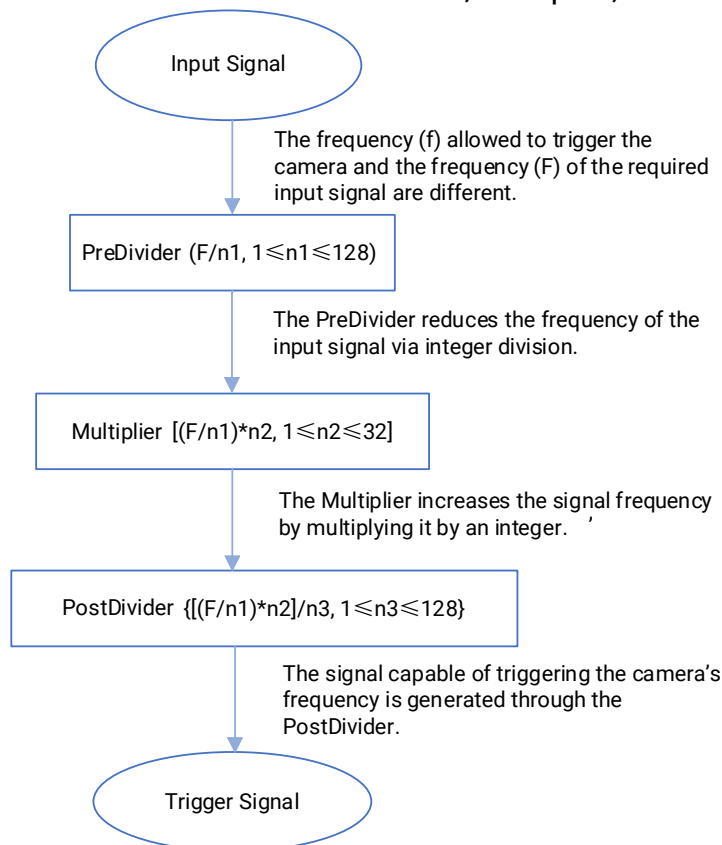 Input Signal
The frequency (f) allowed to trigger the
camera and the frequency (F) of the required
input signal are different.
PreDivider (F/n1, 1≤n1≤128)
The PreDivider reduces the frequency of the
input signal via integer division.
Multiplier [(F/n1)*n2, 1≤n2≤32]
The Multiplier increases the signal frequency
by multiplying it by an integer. ’
PostDivider {[(F/n1)*n2]/n3, 1≤n3≤128}
The signal capable of triggering the camera’s
frequency is generated through the
PostDivider.
Trigger Signal